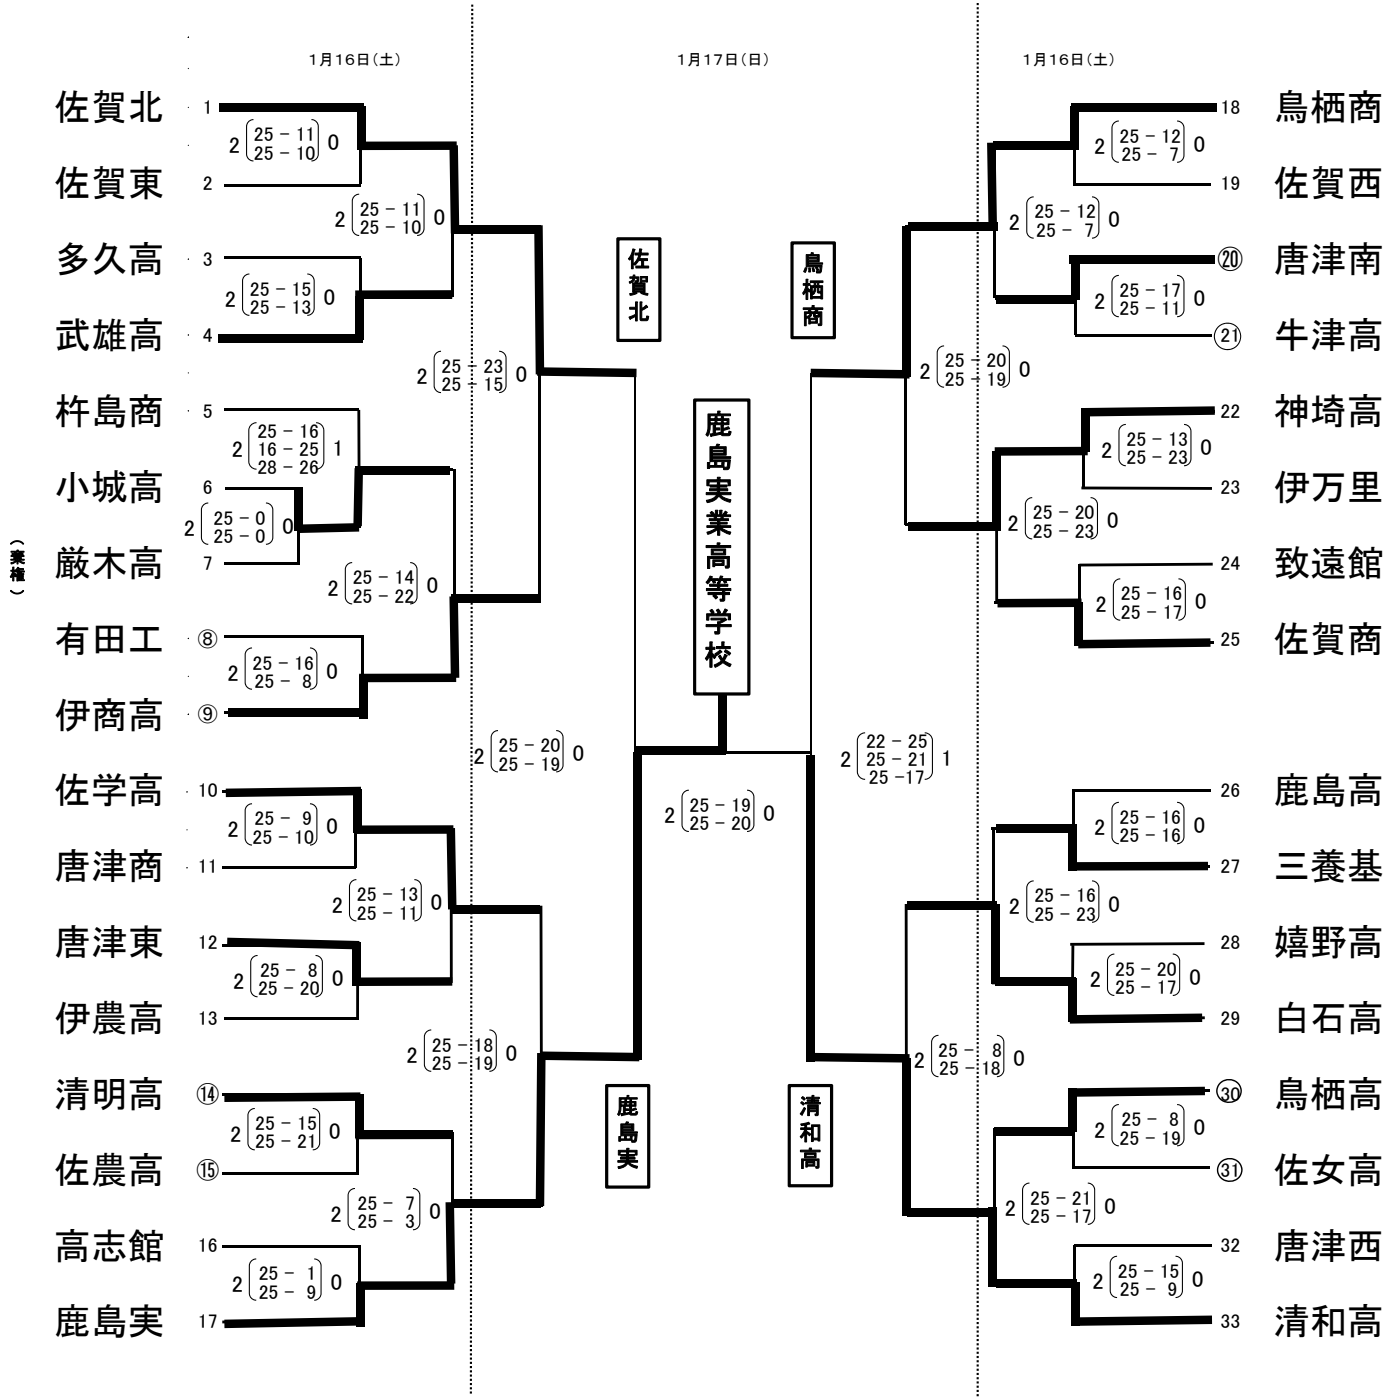 1月16日(土)
1月17日(日)
1月16日(土)
佐賀北 1
2 25 - 11 0
25 - 10
佐賀東 2
2 25 - 11 0
25 - 10
多久高 3
2 25 - 15 0
25 - 13
武雄高 4
2 25 - 23 0
25 - 15
杵島商 5
25 - 16
2 16 - 25 1
28 - 26
小城高 6
2 25 - 0 0
25 - 0
厳木高 7
(棄権)
2 25 - 14 0
25 - 22
有田工 ⑧
2 25 - 16 0
25 - 8
伊商高 ⑨
2 25 - 20 0
25 - 19
佐学高 10
2 25 - 9 0
25 - 10
唐津商 11
2 25 - 13 0
25 - 11
唐津東 12
2 25 - 8 0
25 - 20
伊農高 13
2 25 - 18 0
25 - 19
清明高 ⑭
2 25 - 15 0
25 - 21
佐農高 ⑮
2 25 - 7 0
25 - 3
高志館 16
2 25 - 1 0
25 - 9
鹿島実 17
佐賀北
鳥栖商
鹿島実業高等学校
2 25 - 19 0
25 - 20
鹿島実
清和高
18 鳥栖商
2 25 - 12 0
25 - 7
19 佐賀西
2 25 - 12 0
25 - 7
⑳ 唐津南
2 25 - 17 0
25 - 11
㉑ 牛津高
2 25 - 20 0
25 - 19
22 神埼高
2 25 - 13 0
25 - 23
23 伊万里
2 25 - 20 0
25 - 23
24 致遠館
2 25 - 16 0
25 - 17
25 佐賀商
22 - 25
2 25 - 21 1
25 -17
26 鹿島高
2 25 - 16 0
25 - 16
27 三養基
2 25 - 16 0
25 - 23
28 嬉野高
2 25 - 20 0
25 - 17
29 白石高
2 25 - 8 0
25 - 18
㉚ 鳥栖高
2 25 - 8 0
25 - 19
㉛ 佐女高
2 25 - 21 0
25 - 17
32 唐津西
2 25 - 15 0
25 - 9
33 清和高